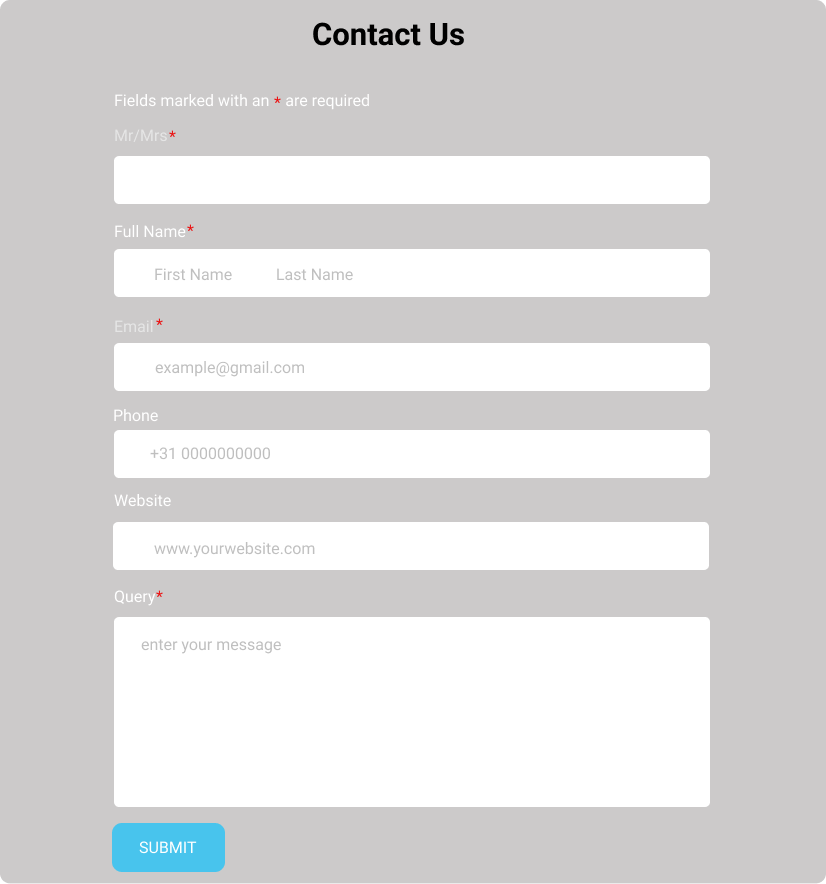 Contact Us
Fields marked with an * are required
Mr/Mrs*
Full Name*
First Name Last Name
Email*
example@gmail.com
Phone
+31 0000000000
Website
www.yourwebsite.com
Query*
enter your message
SUBMIT